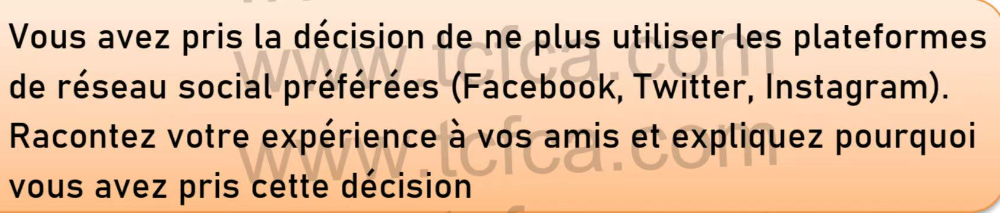 Vous avez pris la décision de ne plus utiliser les plateformes
de réseau social préférées (Facebook, Twitter, Instagram).
Racontez votre expérience à vos amis et expliquez pourquoi
vous avez pris cette décision
www.tcfca.com
www.tcfca.com